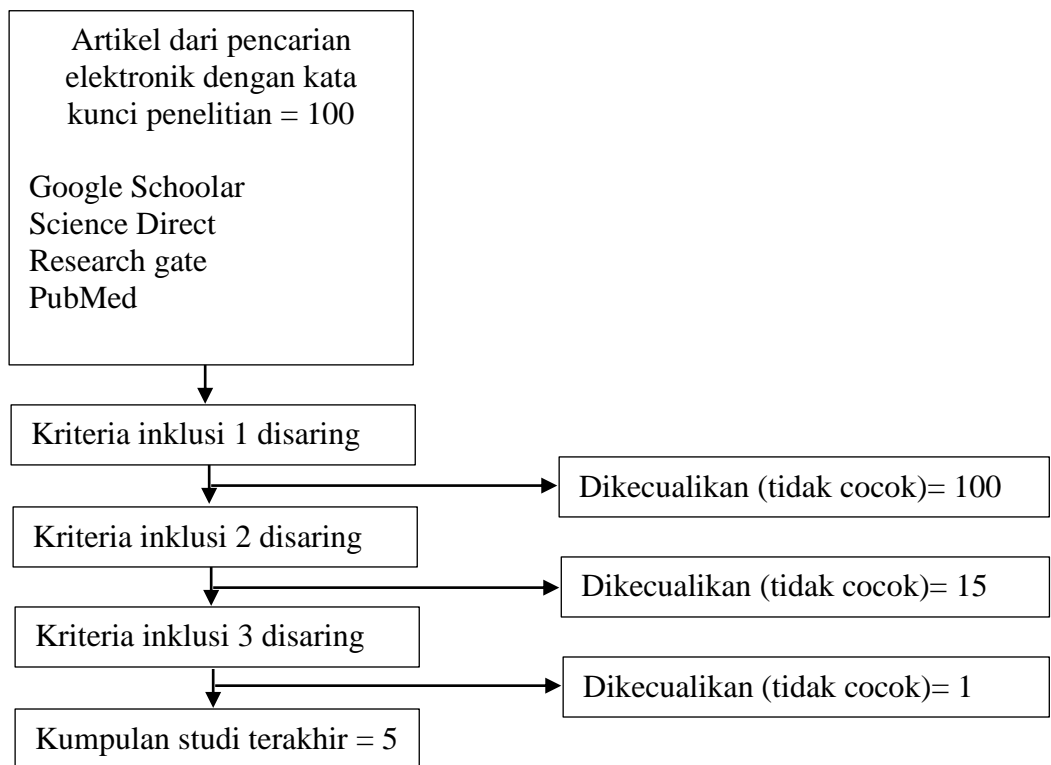 Artikel dari pencarian
elektronik dengan kata
kunci penelitian = 100
Google Schoolar
Science Direct
Research gate
PubMed
Kriteria inklusi 1 disaring
Dikecualikan (tidak cocok)= 100
Kriteria inklusi 2 disaring
Dikecualikan (tidak cocok)= 15
Kriteria inklusi 3 disaring
Dikecualikan (tidak cocok)= 1
Kumpulan studi terakhir = 5